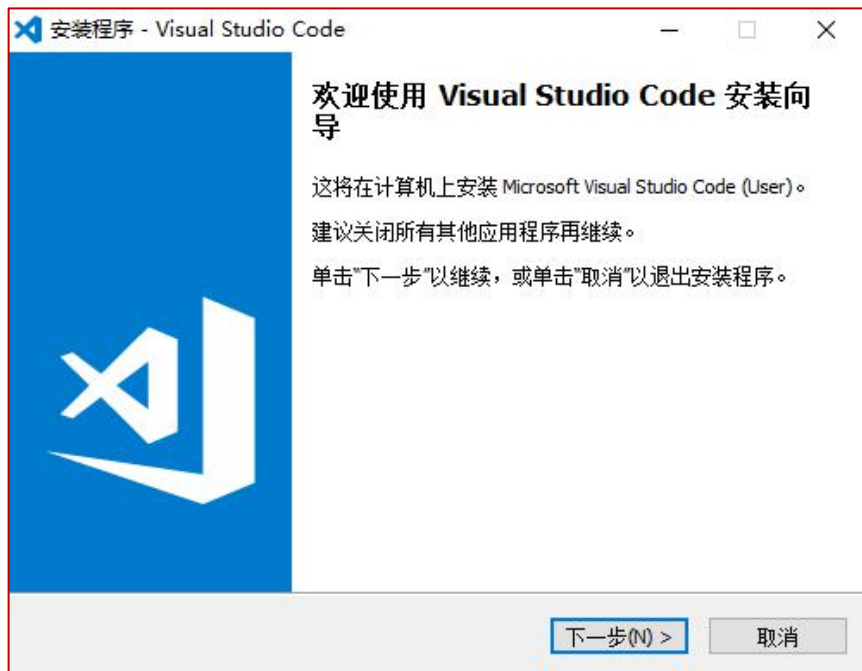 安装程序 - Visual Studio Code
欢迎使用 Visual Studio Code 安装向
导
这将在计算机上安装 Microsoft Visual Studio Code (User)。
建议关闭所有其他应用程序再继续。
单击“下一步”以继续，或单击“取消”以退出安装程序。
下一步(N) >
取消